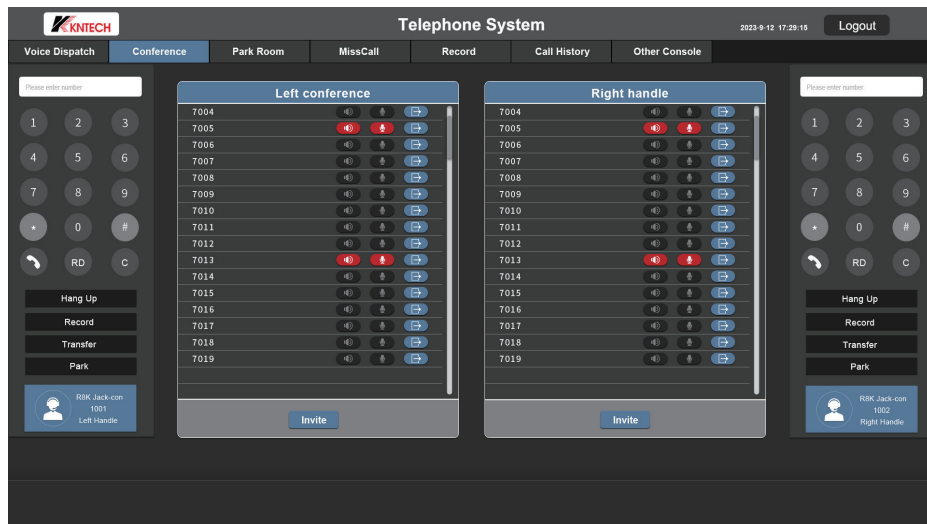 KNTECH
Telephone System
2023-9-12 17:29:15
Logout
Voice Dispatch
Conference
Park Room
MissCall
Record
Call History
Other Console
Please enter number
1 2 3
4 5 6
7 8 9
* 0 #
RD C
Hang Up
Record
Transfer
Park
R8K Jack-con
1001
Left Handle
Left conference
7004
7005
7006
7007
7008
7009
7010
7011
7012
7013
7014
7015
7016
7017
7018
7019
Invite
Right handle
7004
7005
7006
7007
7008
7009
7010
7011
7012
7013
7014
7015
7016
7017
7018
7019
Invite
Please enter number
1 2 3
4 5 6
7 8 9
* 0 #
RD C
Hang Up
Record
Transfer
Park
R8K Jack-con
1002
Right Handle